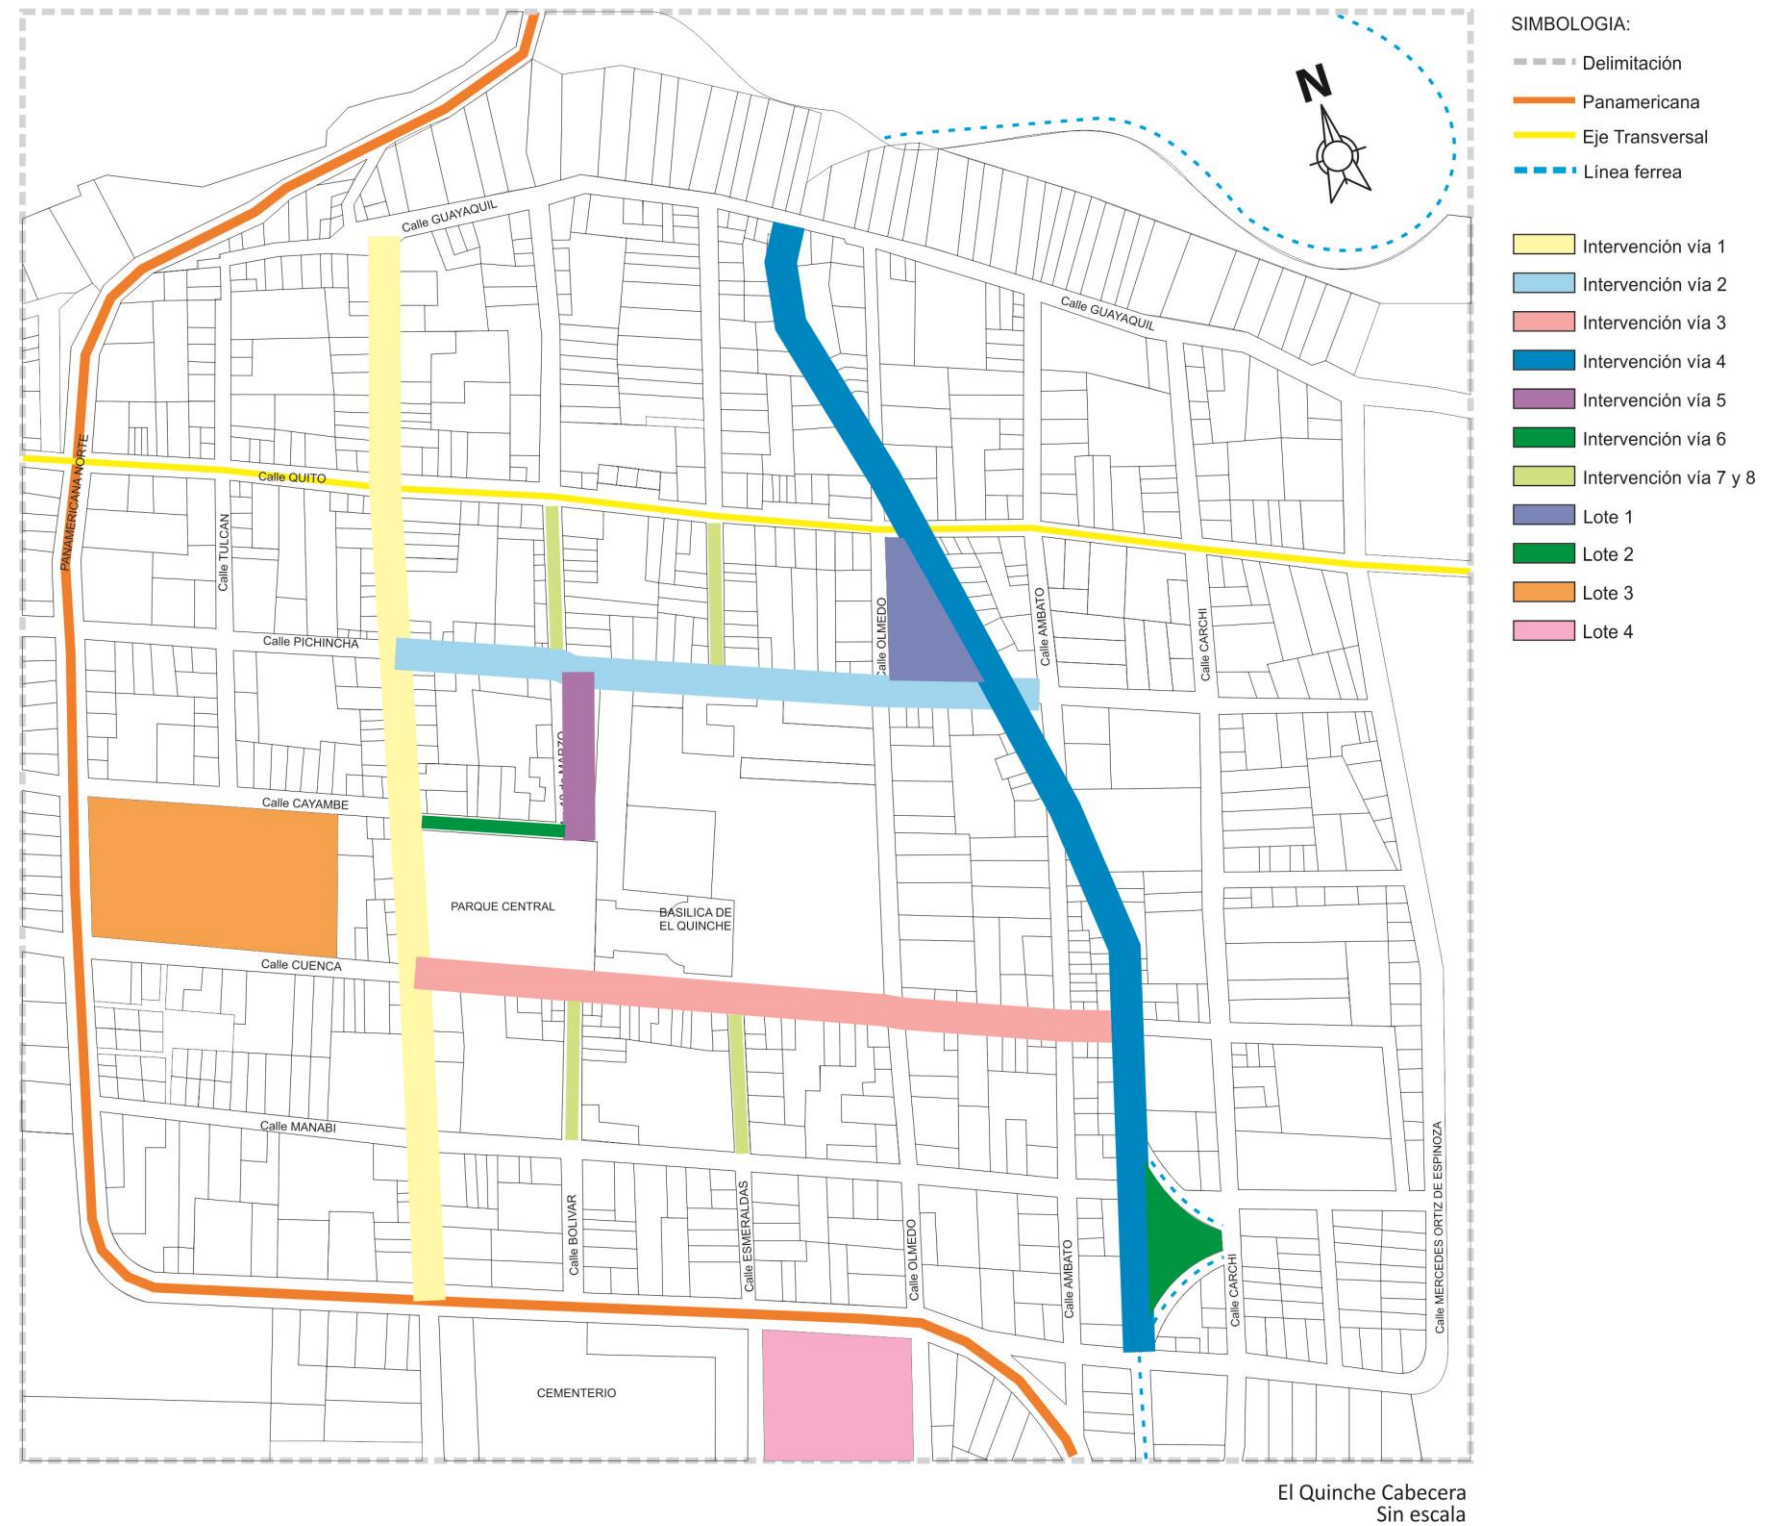 SIMBOLOGIA:
Delimitación
Panamericana
Eje Transversal
Línea ferrea
Intervención vía 1
Intervención vía 2
Intervención vía 3
Intervención vía 4
Intervención vía 5
Intervención vía 6
Intervención vía 7 y 8
Lote 1
Lote 2
Lote 3
Lote 4
N
Calle GUAYAQUIL
Calle GUAYAQUIL
PANAMERICANA NORTE
Calle QUITO
Calle TULCAN
Calle PICHINCHA
Calle OLMEDO
Calle AMBATO
Calle CARCHI
de MARZO
Calle CAYAMBE
PARQUE CENTRAL
BASILICA DE
EL QUINCHE
Calle CUENCA
Calle MANABI
Calle BOLIVAR
Calle ESMERALDAS
Calle OLMEDO
Calle AMBATO
Calle CARCHI
Calle MERCEDES ORTIZ DE ESPINOZA
CEMENTERIO
El Quinche Cabecera
Sin escala